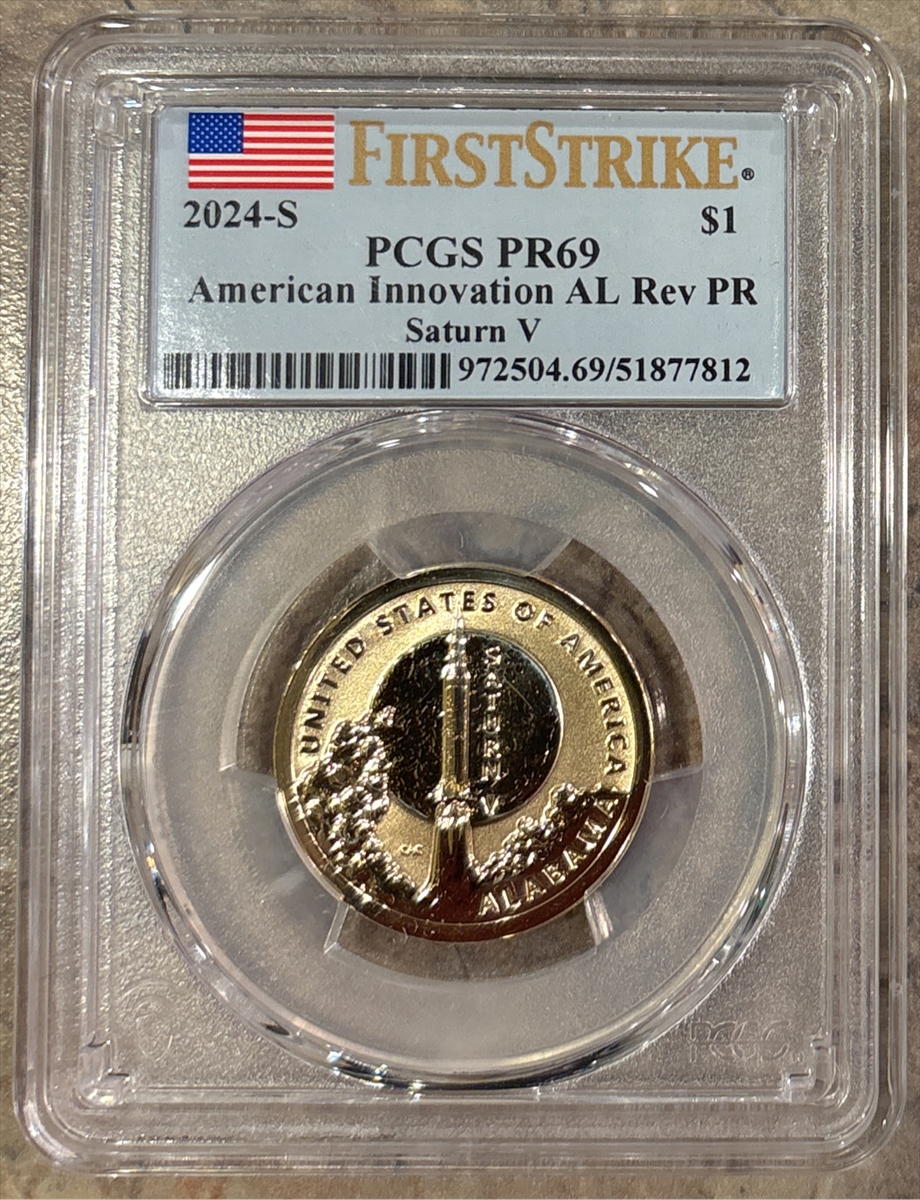 FIRSTSTRIKE®
2024-S $1
PCGS PR69
American Innovation AL Rev PR
Saturn V
972504.69/51877812
UNITED STATES OF AMERICA
SATURN V
ALABAMA